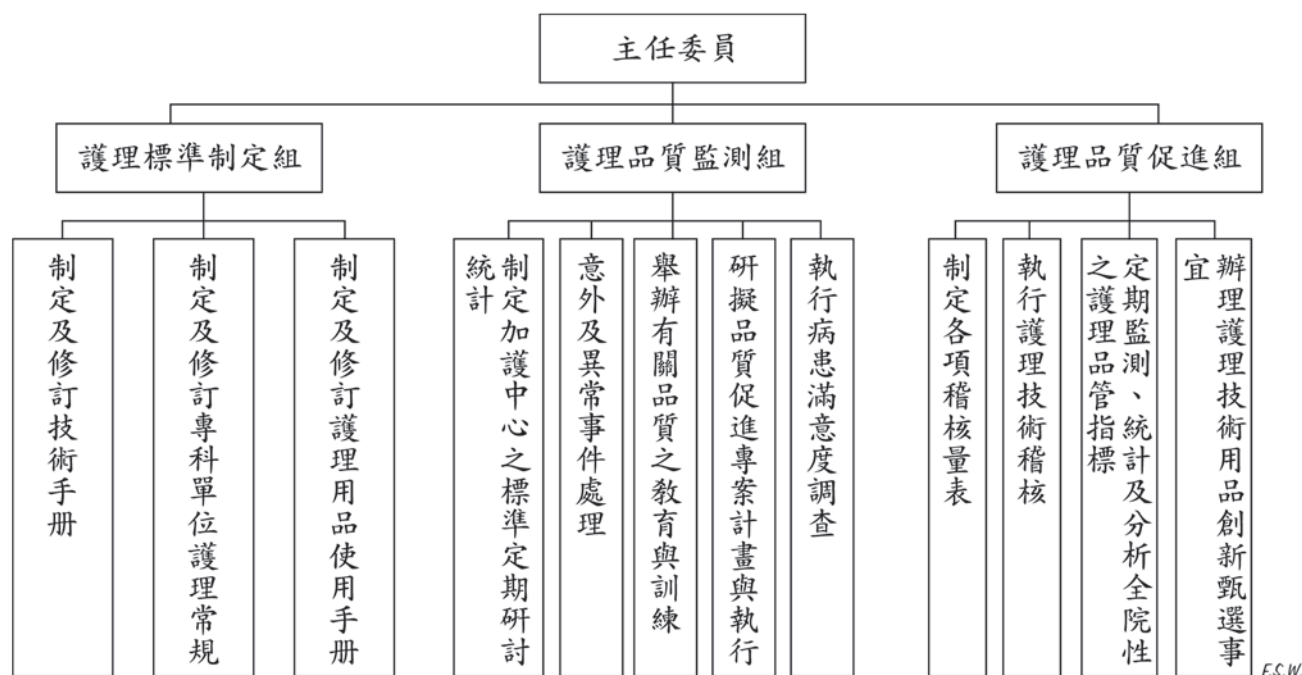 主任委員
護理標準制定組
護理品質監測組
護理品質促進組
制定及修訂技術手冊
制定及修訂專科單位護理常規
制定及修訂護理用品使用手冊
制定加護中心之標準定期研討
統計
意外及異常事件處理
舉辦有關品質之教育與訓練
研擬品質促進專案計畫與執行
執行病患滿意度調查
制定各項稽核量表
執行護理技術稽核
定期監測、統計及分析全院性
之護理品管指標
辦理護理技術用品創新甄選事
宜
E.S.W.